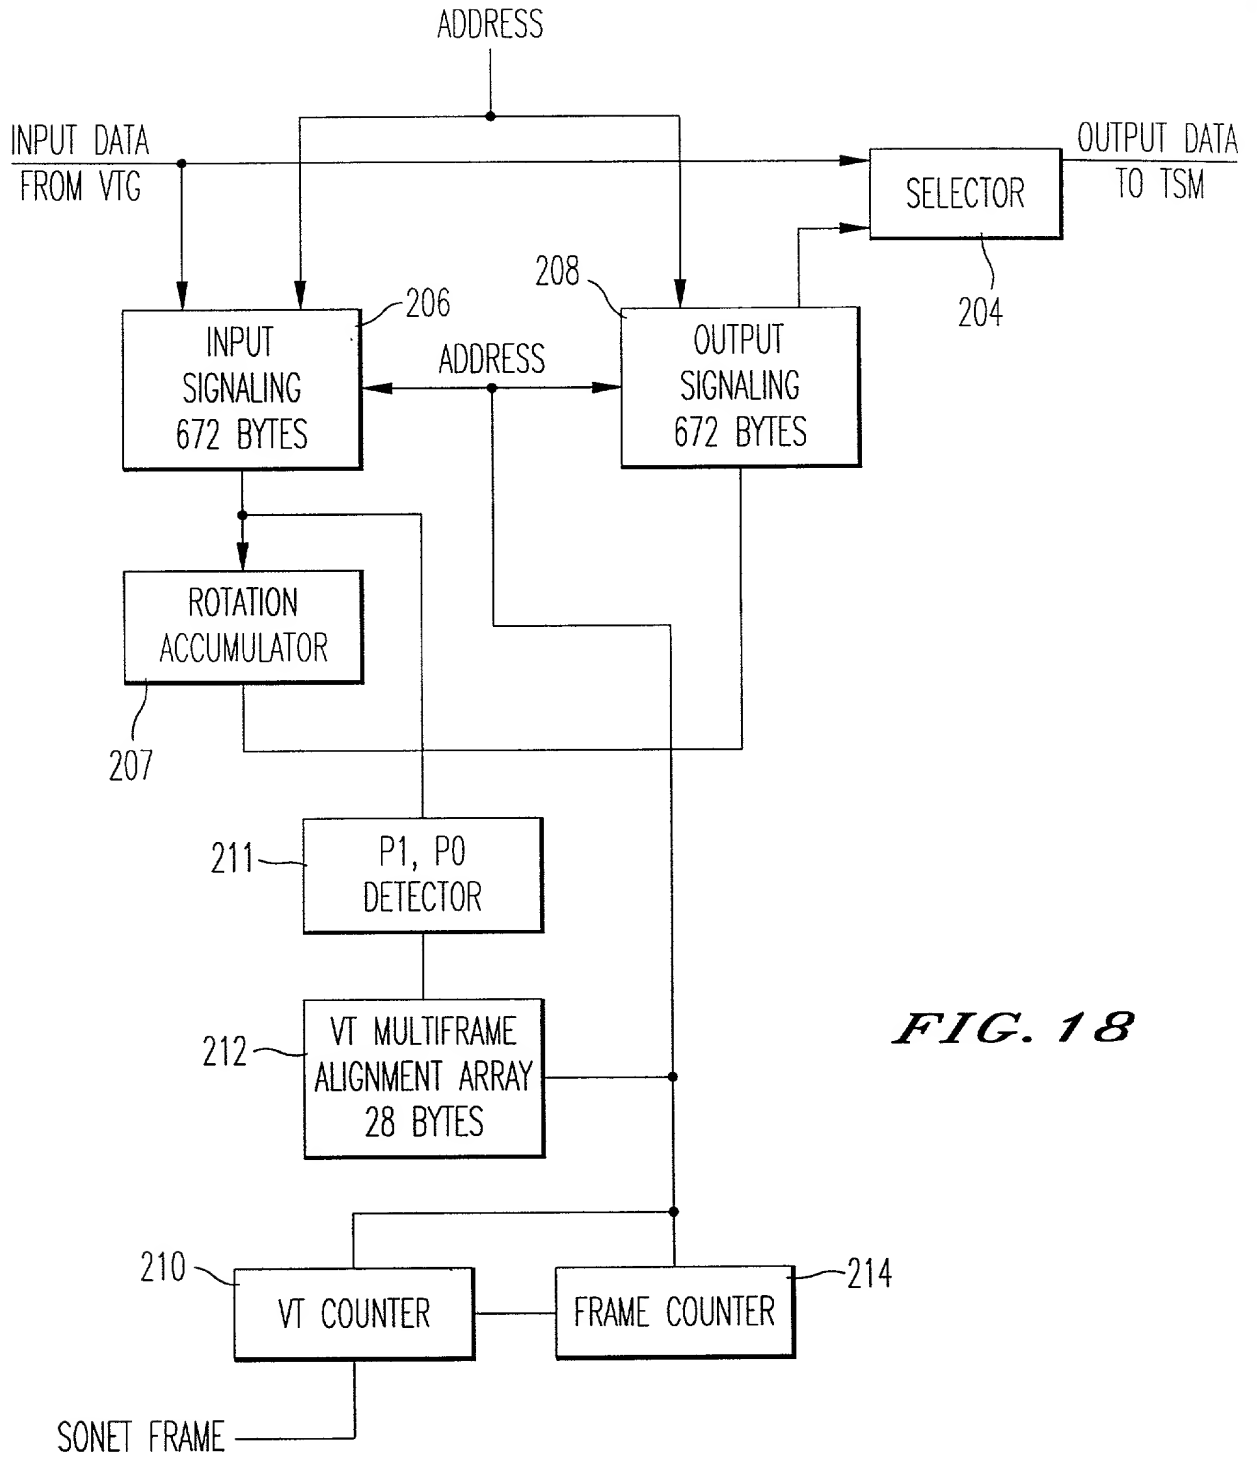 ADDRESS
INPUT DATA
FROM VTG
OUTPUT DATA
TO TSM
SELECTOR
204
206
208
INPUT
SIGNALING
672 BYTES
ADDRESS
OUTPUT
SIGNALING
672 BYTES
ROTATION
ACCUMULATOR
207
211
P1, P0
DETECTOR
212
VT MULTIFRAME
ALIGNMENT ARRAY
28 BYTES
FIG. 18
210
VT COUNTER
214
FRAME COUNTER
SONET FRAME